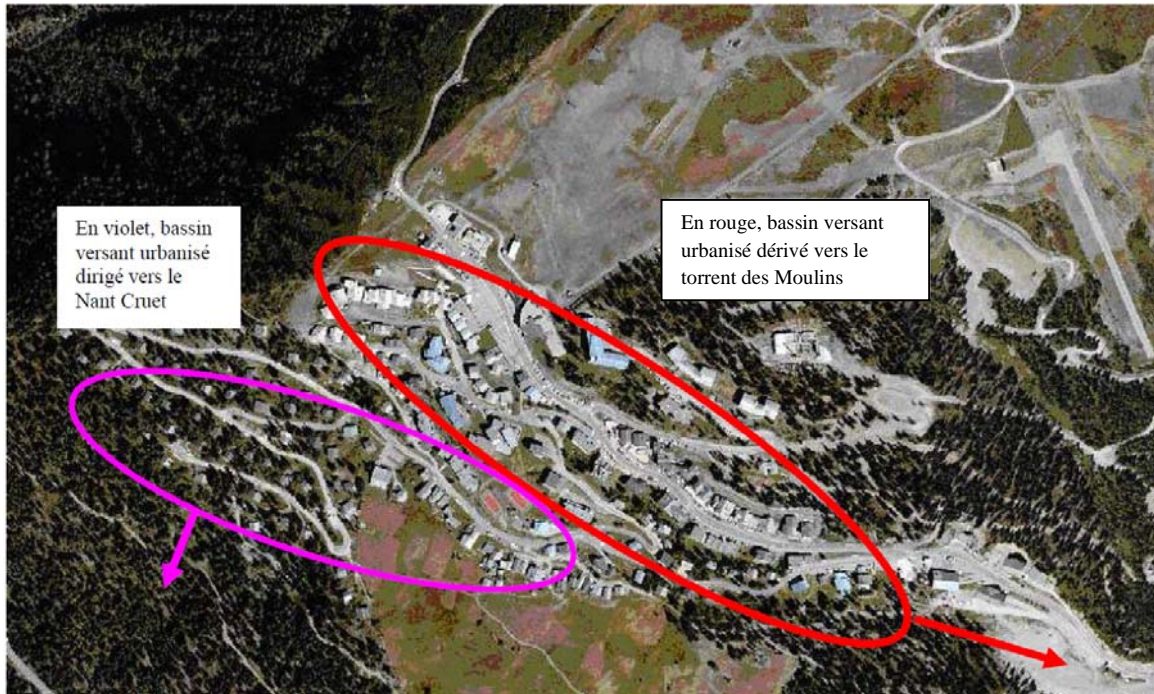 En violet, bassin
versant urbanisé
dirigé vers le
Nant Cruet
En rouge, bassin versant
urbanisé dérivé vers le
torrent des Moulins